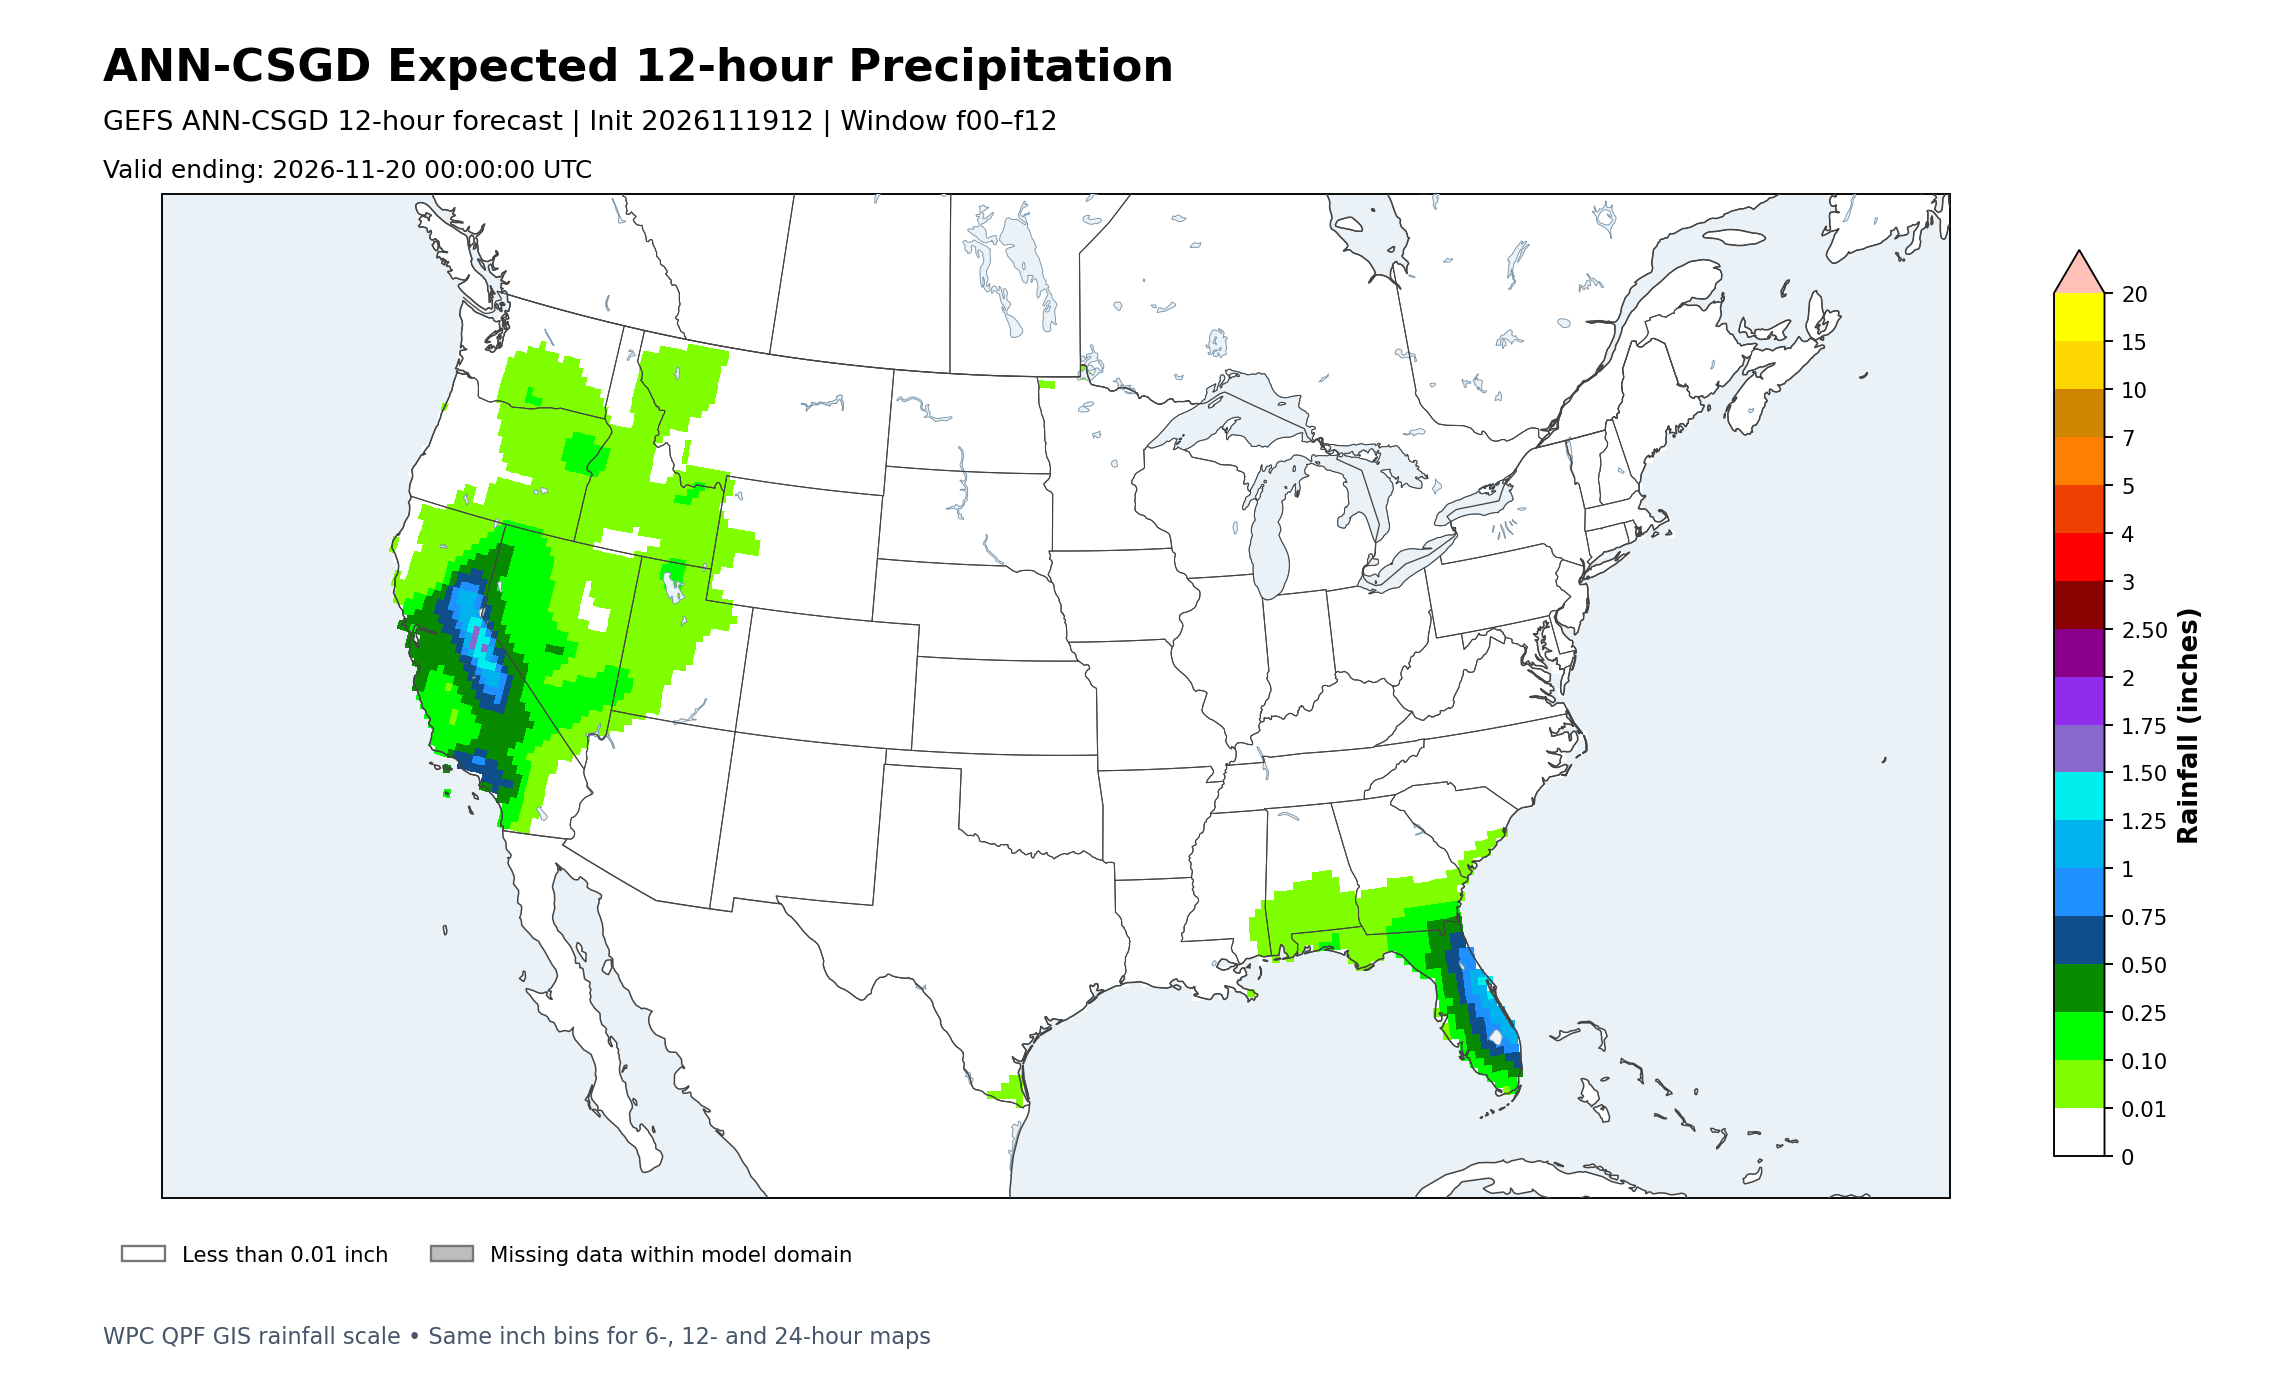 ANN-CSGD Expected 12-hour Precipitation
GEFS ANN-CSGD 12-hour forecast | Init 2026111912 | Window f00–f12
Valid ending: 2026-11-20 00:00:00 UTC
20
15
10
7
5
4
3
2.50
2
1.75
1.50
1.25
1
0.75
0.50
0.25
0.10
0.01
0
Rainfall (inches)
Less than 0.01 inch
Missing data within model domain
WPC QPF GIS rainfall scale • Same inch bins for 6-, 12- and 24-hour maps